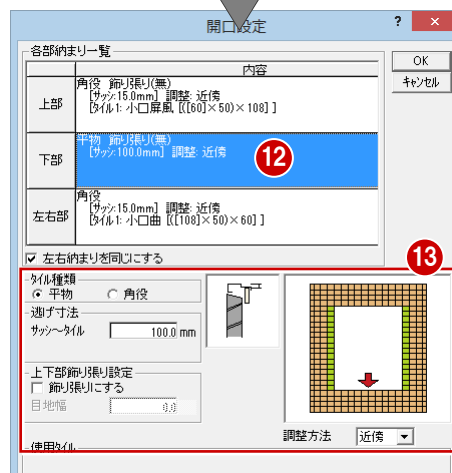 開口設定
? ×
各部納まり一覧
OK
キャンセル
内容
上部
角役 飾り張り(無)
[サッシ:15.0mm] 調整: 近傍
[タイル1: 小口屏風 [([60]×50)×108] ]
下部
平物 飾り張り(無)
[サッシ:100.0mm] 調整: 近傍
12
左右部
角役
[サッシ:15.0mm] 調整: 近傍
[タイル1: 小口曲 [([108]×50)×60] ]
左右納まりを同じにする
13
タイル種類
平物 角役
逃げ寸法
サッシ~タイル 100.0 mm
上下部飾り張り設定
飾り張りにする
目地幅 0.0
調整方法 近傍
使用タイル